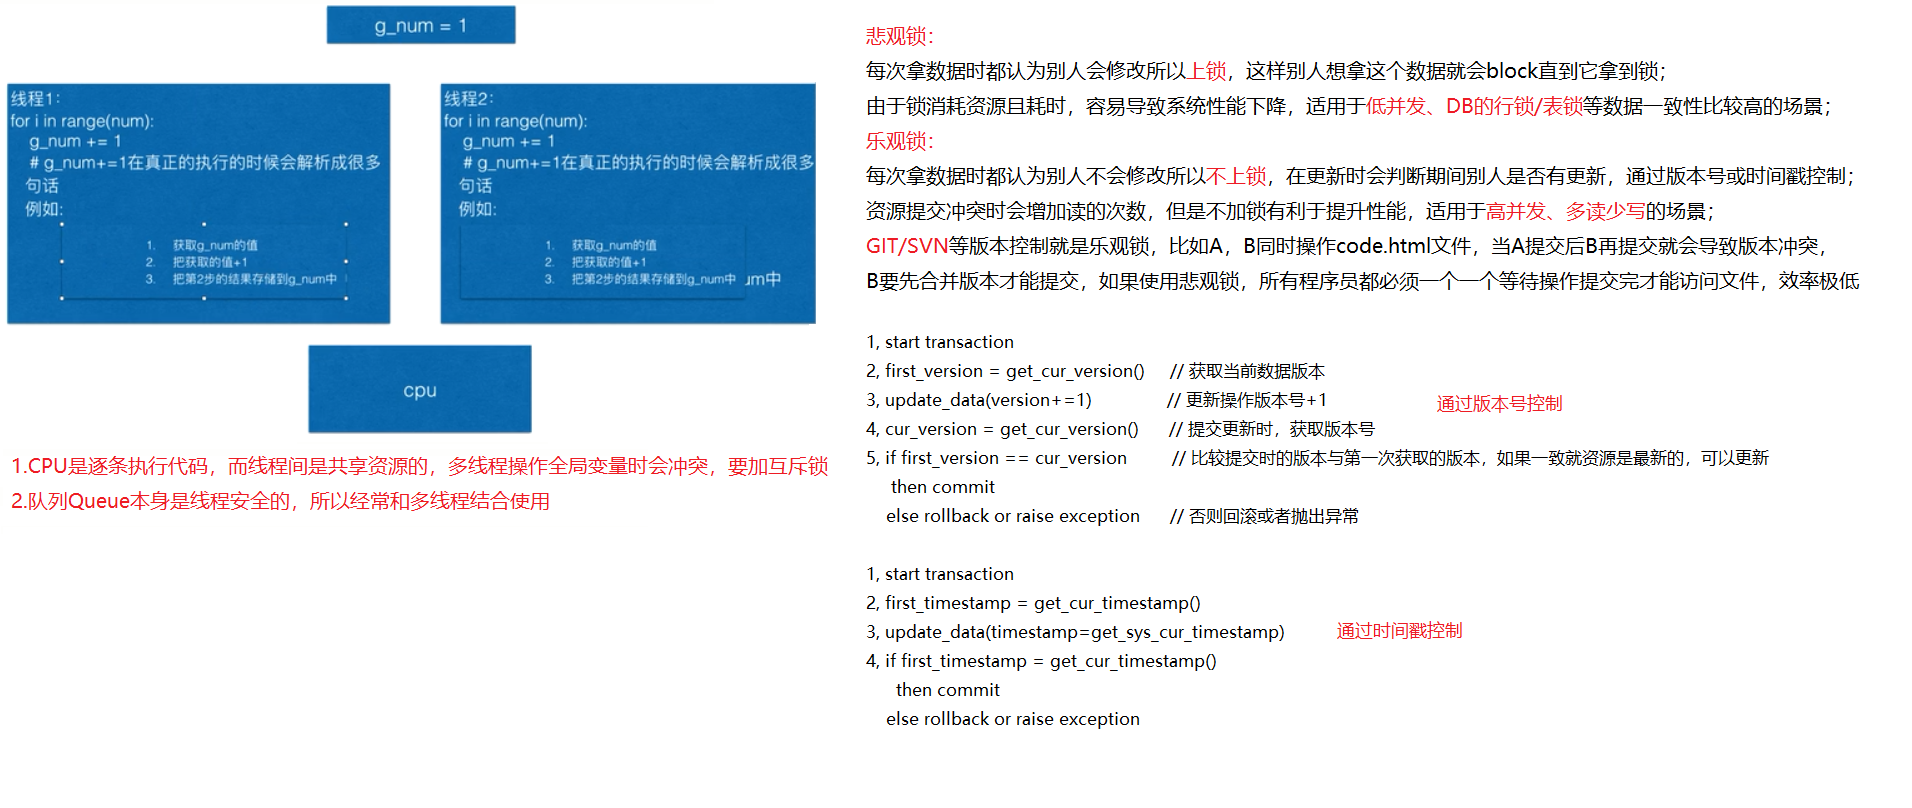 g_num = 1
线程1：
for i in range(num):
g_num += 1
# g_num+=1在真正的执行的时候会解析成很多
句话
例如：
1. 获取g_num的值
2. 把获取的值+1
3. 把第2步的结果存储到g_num中
线程2：
for i in range(num):
g_num += 1
# g_num+=1在真正的执行的时候会解析成很多
句话
例如：
1. 获取g_num的值
2. 把获取的值+1
3. 把第2步的结果存储到g_num中 um中
cpu
1.CPU是逐条执行代码，而线程间是共享资源的，多线程操作全局变量时会冲突，要加互斥锁
2.队列Queue本身是线程安全的，所以经常和多线程结合使用
悲观锁：
每次拿数据时都认为别人会修改所以上锁，这样别人想拿这个数据就会block直到它拿到锁；
由于锁消耗资源且耗时，容易导致系统性能下降，适用于低并发、DB的行锁/表锁等数据一致性比较高的场景；
乐观锁：
每次拿数据时都认为别人不会修改所以不上锁，在更新时会判断期间别人是否有更新，通过版本号或时间戳控制；
资源提交冲突时会增加读的次数，但是不加锁有利于提升性能，适用于高并发、多读少写的场景；
GIT/SVN等版本控制就是乐观锁，比如A，B同时操作code.html文件，当A提交后B再提交就会导致版本冲突，
B要先合并版本才能提交，如果使用悲观锁，所有程序员都必须一个一个等待操作提交完才能访问文件，效率极低
1, start transaction
2, first_version = get_cur_version() // 获取当前数据版本
3, update_data(version+=1) // 更新操作版本号+1
通过版本号控制
4, cur_version = get_cur_version() // 提交更新时，获取版本号
5, if first_version == cur_version // 比较提交时的版本与第一次获取的版本，如果一致就资源是最新的，可以更新
then commit
else rollback or raise exception // 否则回滚或者抛出异常
1, start transaction
2, first_timestamp = get_cur_timestamp()
3, update_data(timestamp=get_sys_cur_timestamp)
通过时间戳控制
4, if first_timestamp = get_cur_timestamp()
then commit
else rollback or raise exception